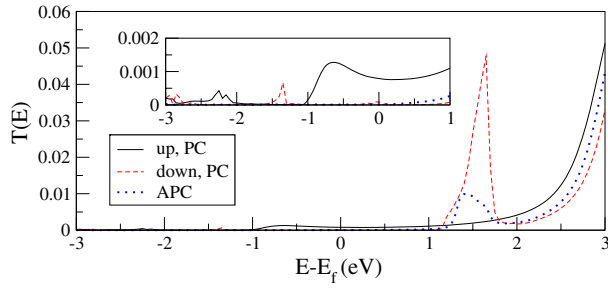 0.06
0.05
0.04
0.03
0.02
0.01
0
T(E)
0.002
0.001
0
-3 -2 -1 0 1
up, PC
down, PC
APC
-3 -2 -1 0 1 2 3
E-E_f (eV)